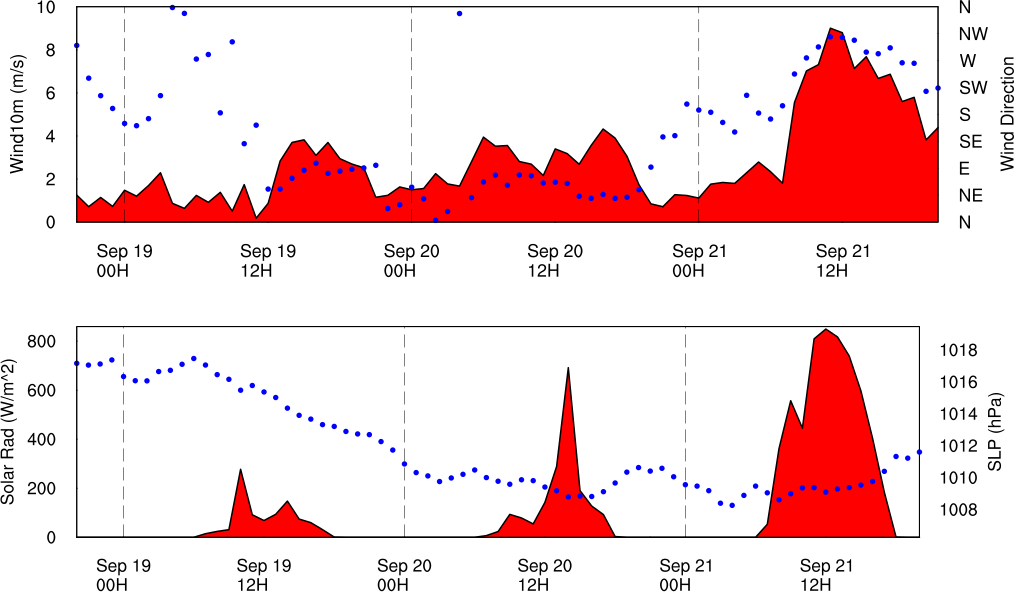 10
8
6
4
2
0
Wind10m (m/s)
N
NW
W
SW
S
SE
E
NE
N
Wind Direction
Sep 19 Sep 19 Sep 20 Sep 20 Sep 21 Sep 21
00H 12H 00H 12H 00H 12H
800
600
400
200
0
Solar Rad (W/m^2)
1018
1016
1014
1012
1010
1008
SLP (hPa)
Sep 19 Sep 19 Sep 20 Sep 20 Sep 21 Sep 21
00H 12H 00H 12H 00H 12H